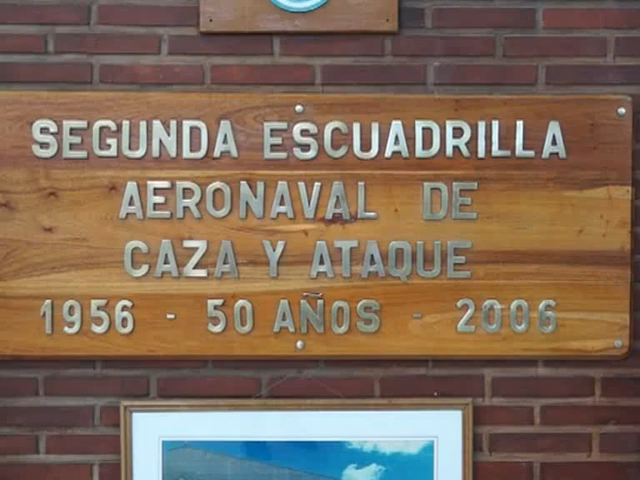 SEGUNDA ESCUADRILLA
AERONAVAL DE
CAZA Y ATAQUE
1956 - 50 AÑOS - 2006